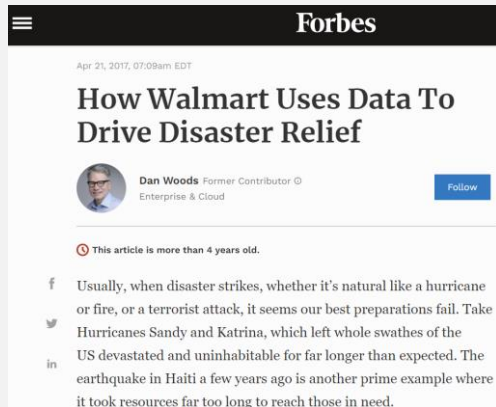 Forbes
Apr 21, 2017, 07:09am EDT
How Walmart Uses Data To
Drive Disaster Relief
Dan Woods Former Contributor
Follow
Enterprise & Cloud
This article is more than 4 years old.
Usually, when disaster strikes, whether it's natural like a hurricane
or fire, or a terrorist attack, it seems our best preparations fail. Take
Hurricanes Sandy and Katrina, which left whole swathes of the
US devastated and uninhabitable for far longer than expected. The
earthquake in Haiti a few years ago is another prime example where
it took resources far too long to reach those in need.